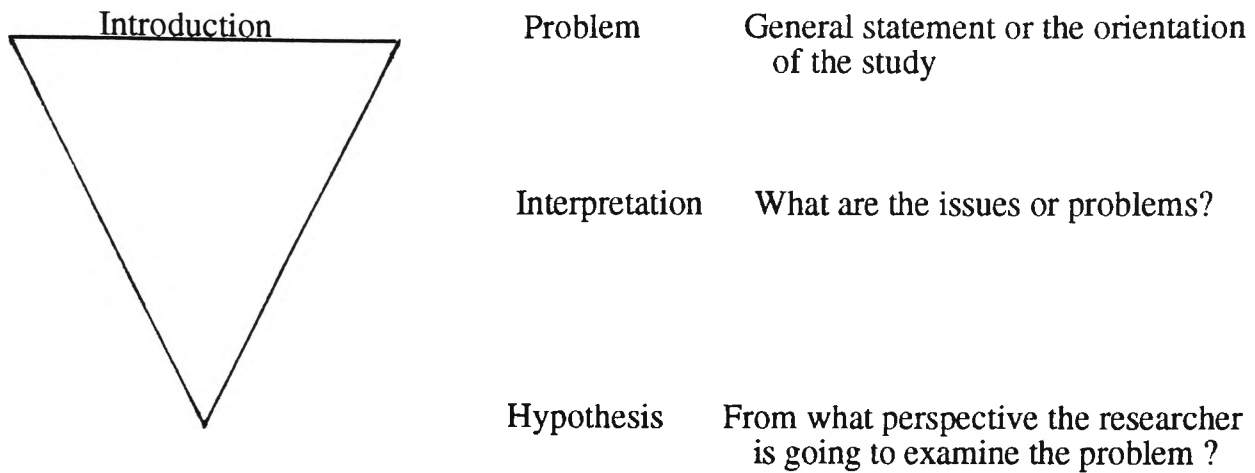 Introduction
Problem General statement or the orientation
of the study
Interpretation What are the issues or problems?
Hypothesis From what perspective the researcher
is going to examine the problem ?